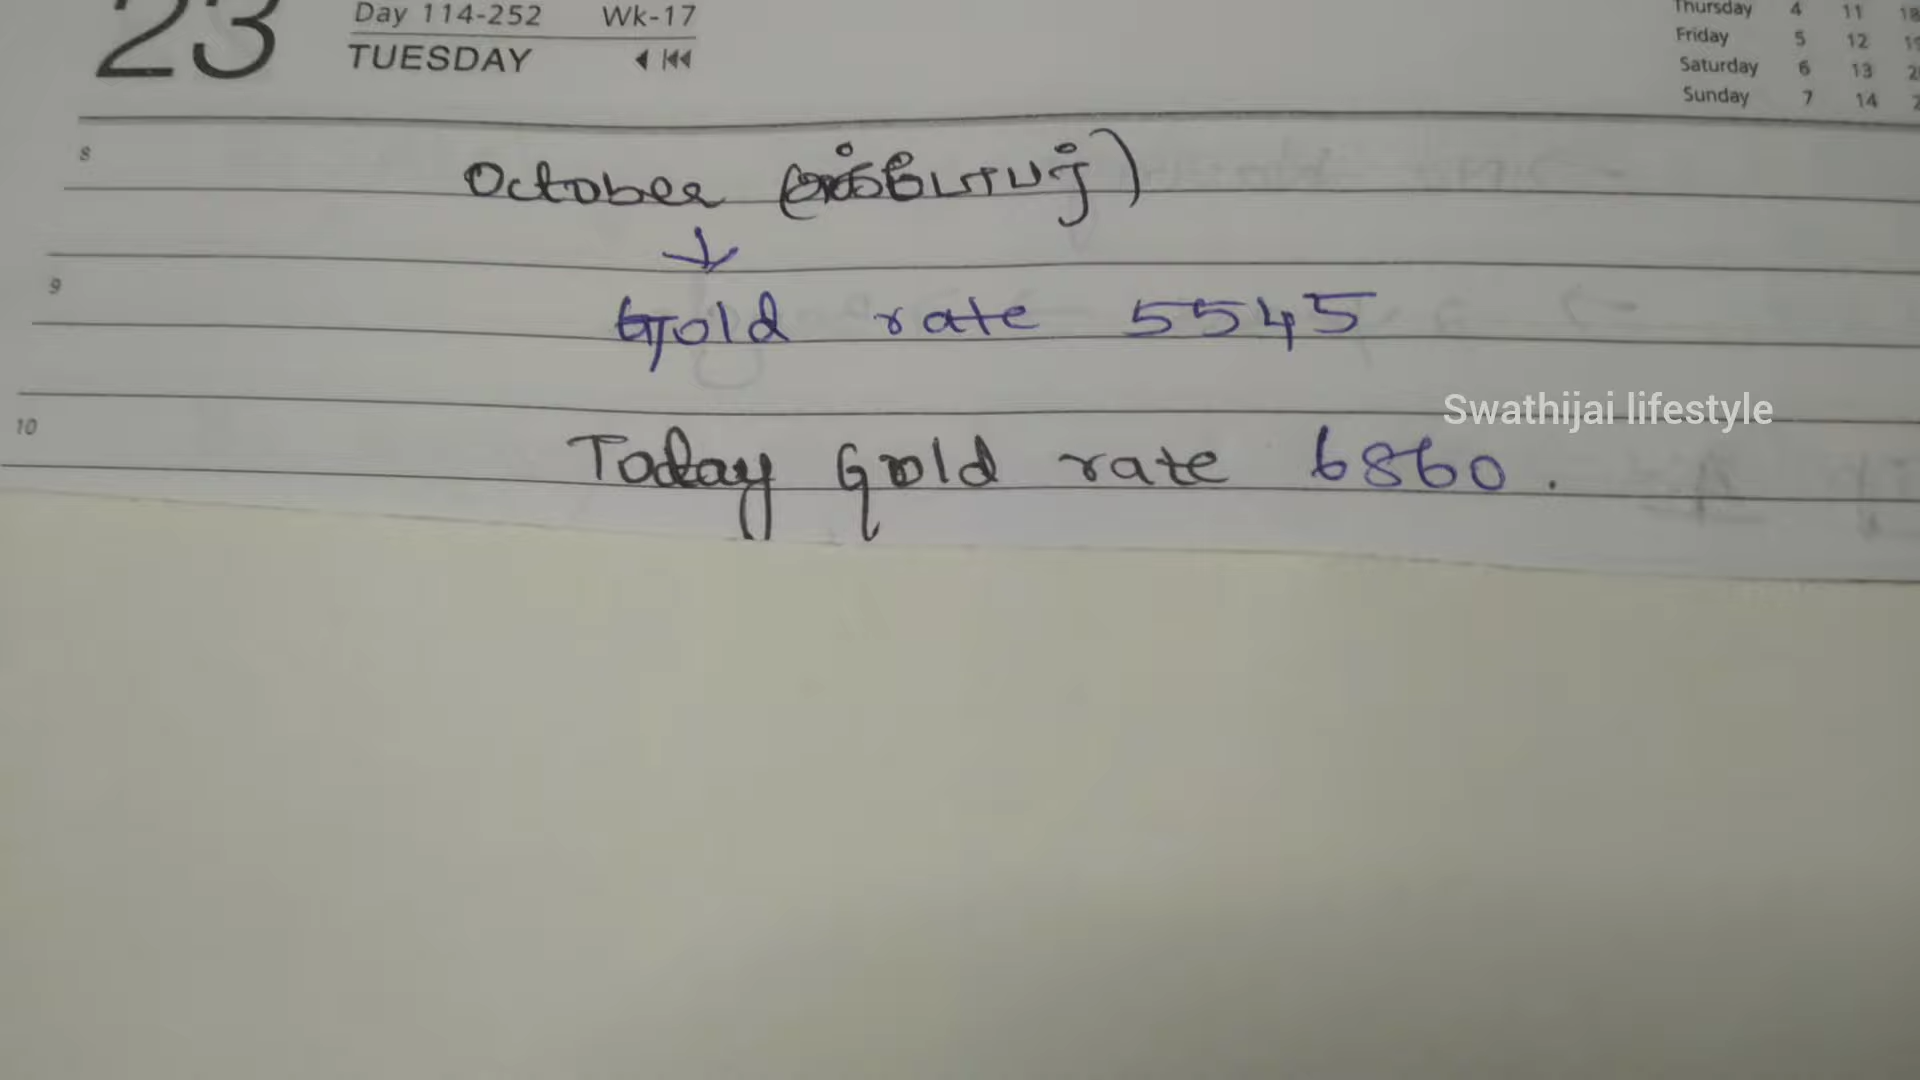 23
Day 114-252 Wk-17
TUESDAY
Thursday 4 11 18
Friday 5 12
Saturday 6 13
Sunday 7 14
8
October (அக்டோபர்)
9
Gold rate 5545
Swathijai lifestyle
10
Today Gold rate 6860.